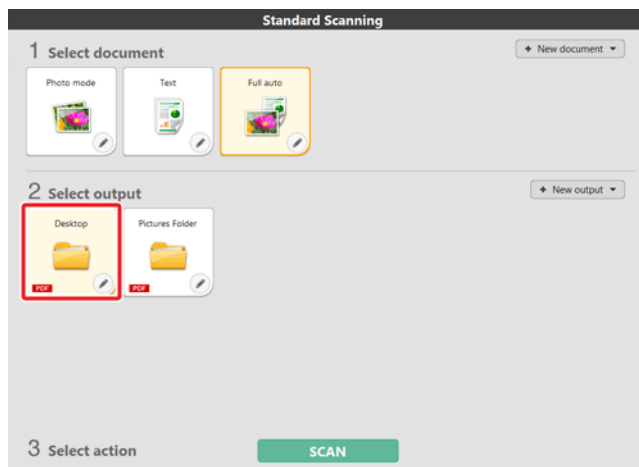 Standard Scanning
1 Select document
+ New document
Photo mode
Text
Full auto
2 Select output
+ New output
Desktop
Pictures Folder
PDF
PDF
3 Select action
SCAN